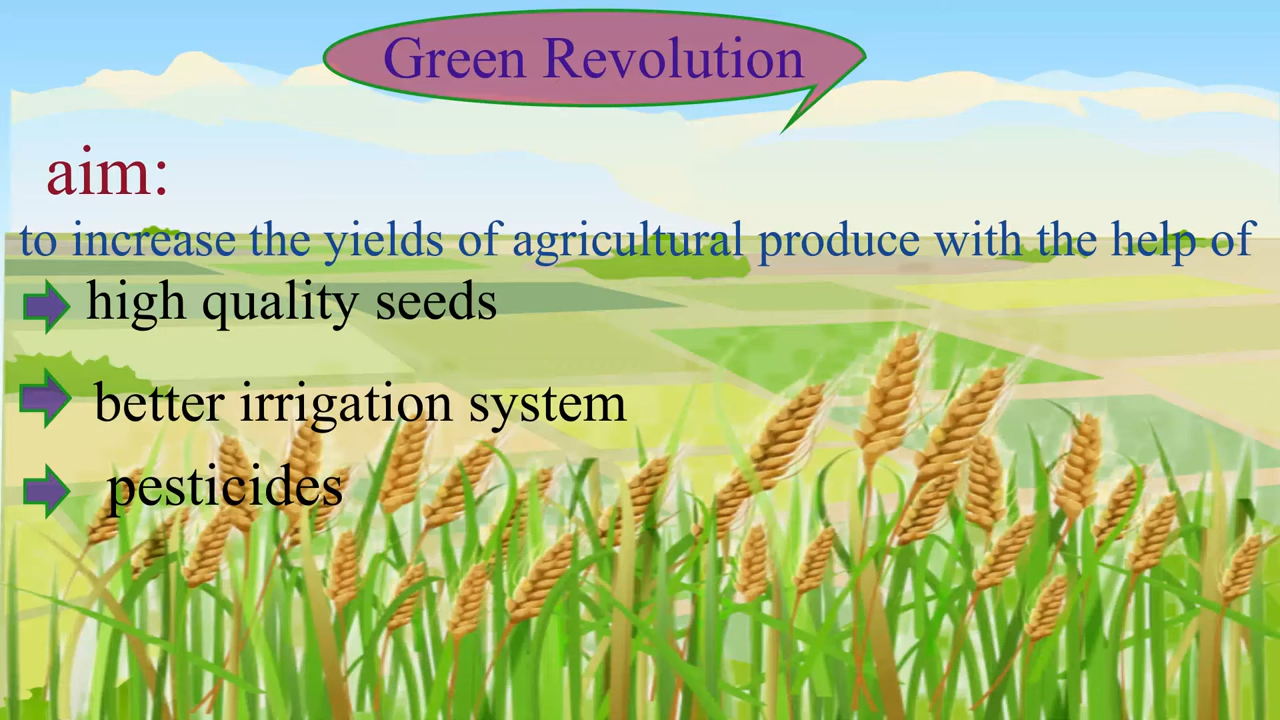 Green Revolution
aim:
to increase the yields of agricultural produce with the help of
high quality seeds
better irrigation system
pesticides